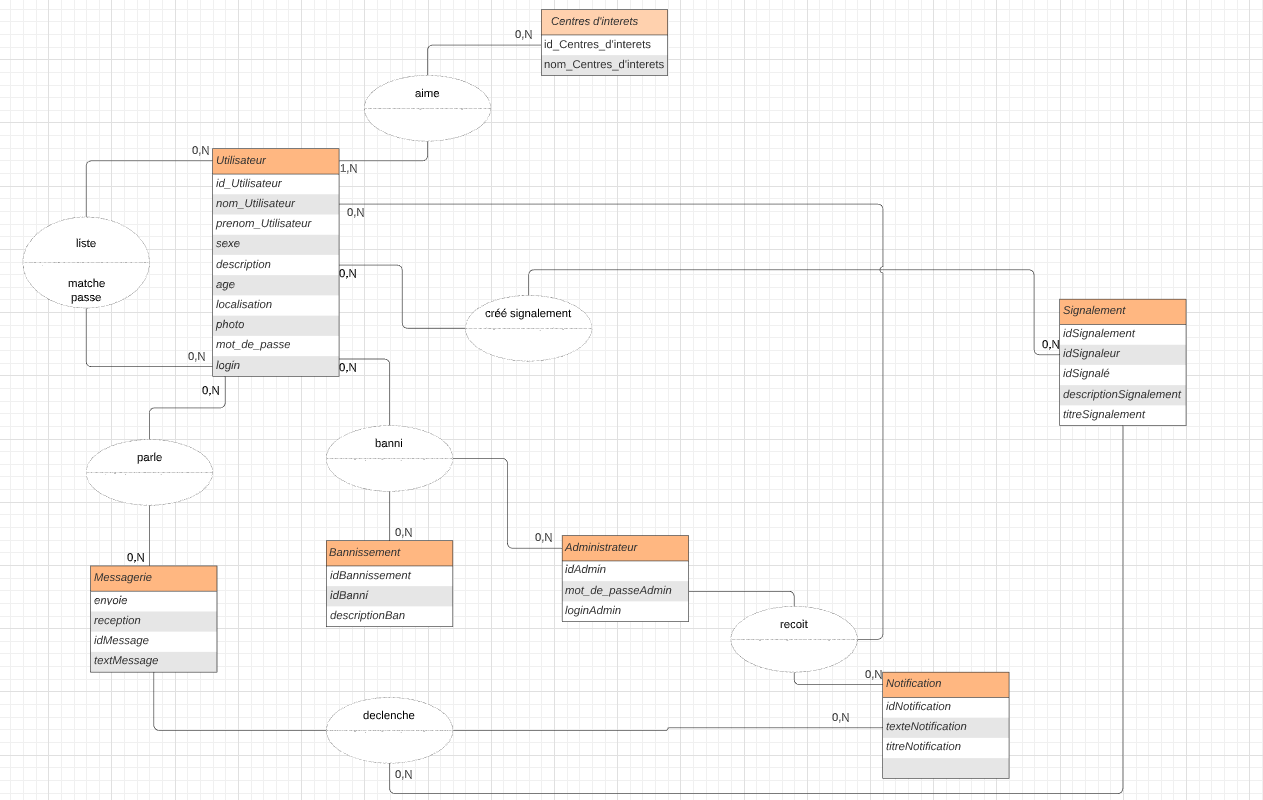 Centres d'interets
0,N
id_Centres_d'interets
nom_Centres_d'interets
aime
0,N
Utilisateur
1,N
id_Utilisateur
nom_Utilisateur
0,N
prenom_Utilisateur
sexe
description
0,N
age
localisation
photo
mot_de_passe
login
0,N
0,N
0,N
liste
matche
passe
créé signalement
Signalement
idSignalement
0,N
idSignaleur
idSignalé
descriptionSignalement
titreSignalement
parle
banni
0,N
0,N
0,N
Messagerie
envoie
reception
idMessage
textMessage
Bannissement
idBannissement
idBanni
descriptionBan
Administrateur
idAdmin
mot_de_passeAdmin
loginAdmin
recoit
0,N
Notification
idNotification
0,N
texteNotification
titreNotification
declenche
0,N